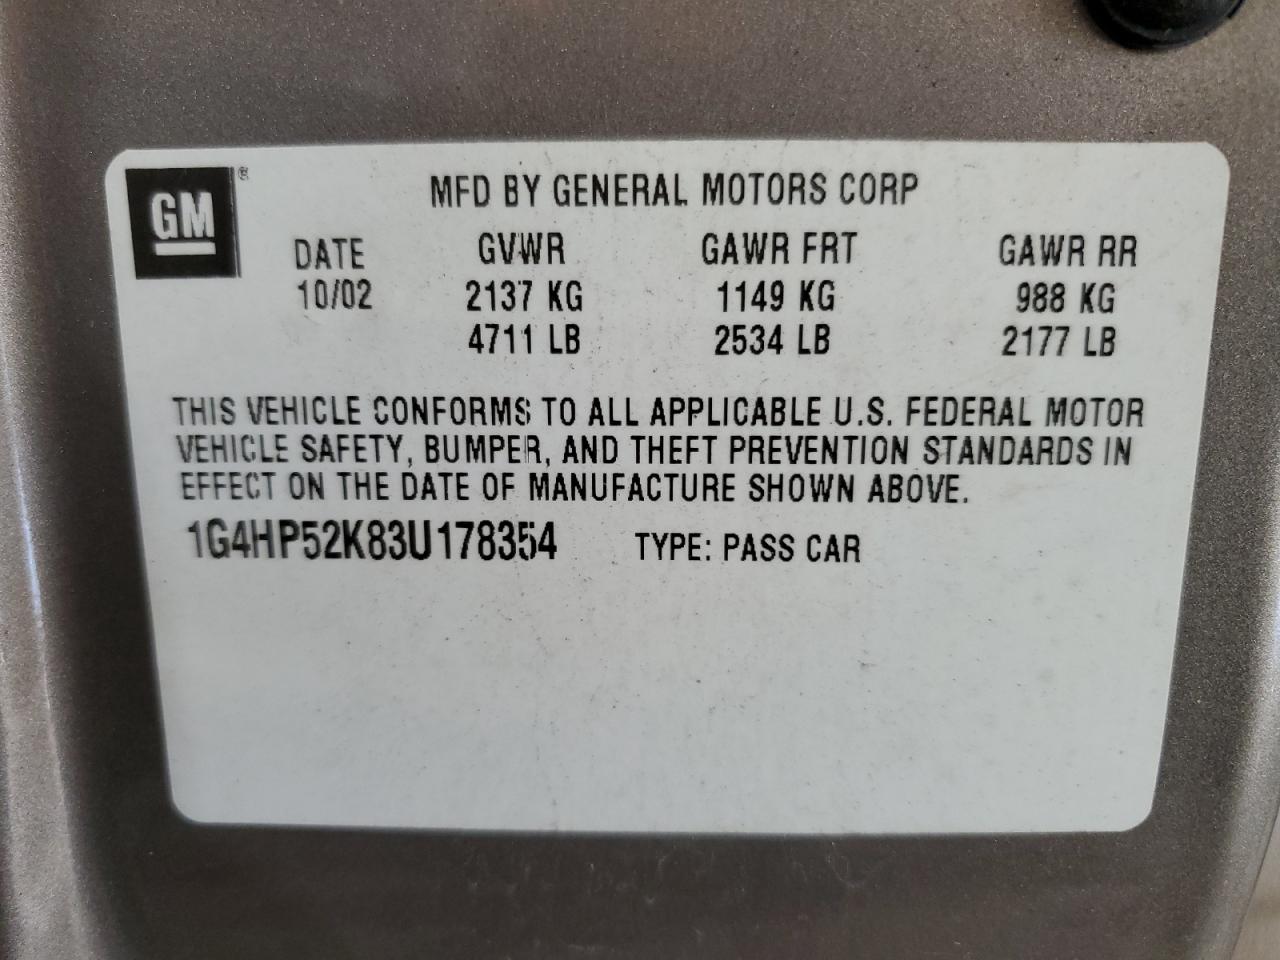 GM®
MFD BY GENERAL MOTORS CORP
DATE GVWR GAWR FRT GAWR RR
10/02 2137 KG 1149 KG 988 KG
4711 LB 2534 LB 2177 LB
THIS VEHICLE CONFORMS TO ALL APPLICABLE U.S. FEDERAL MOTOR
VEHICLE SAFETY, BUMPER, AND THEFT PREVENTION STANDARDS IN
EFFECT ON THE DATE OF MANUFACTURE SHOWN ABOVE.
1G4HP52K83U178354 TYPE: PASS CAR